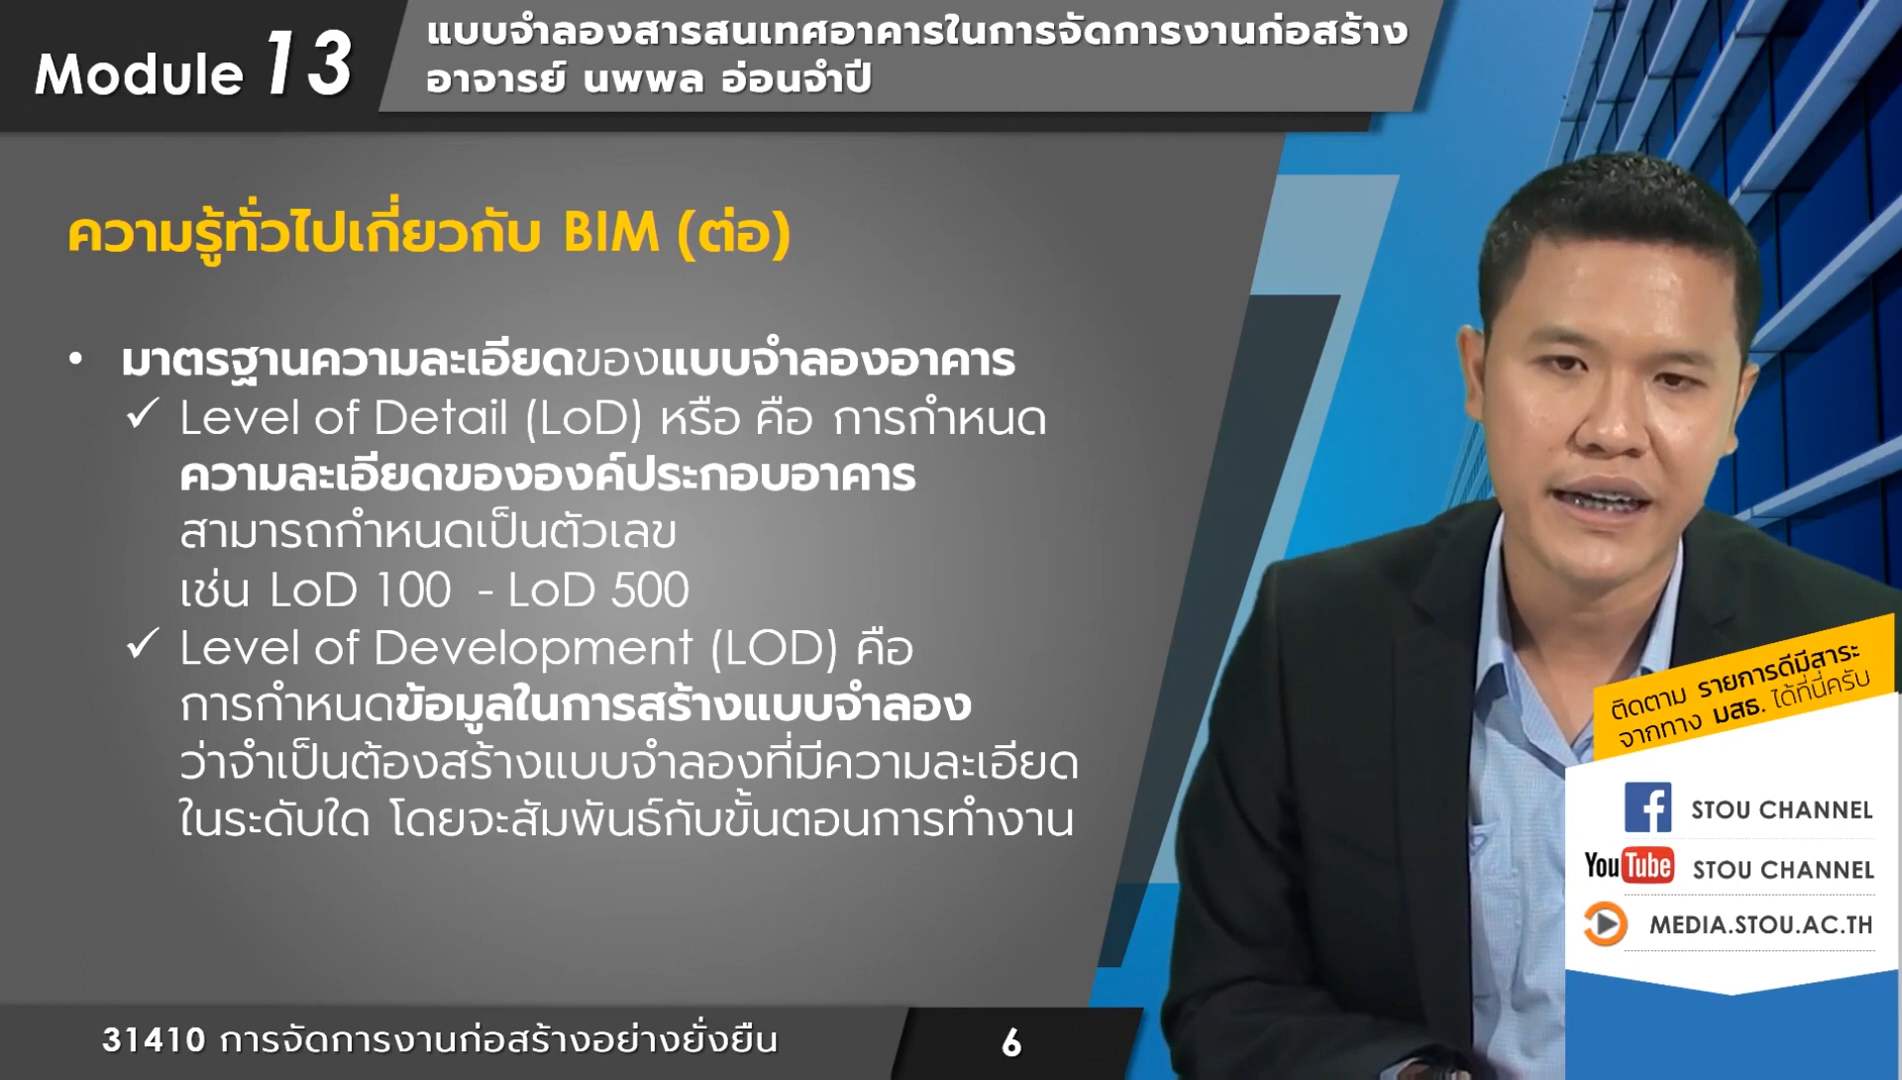 Module 13
แบบจำลองสารสนเทศอาคารในการจัดการงานก่อสร้าง
อาจารย์ นพพล อ่อนจำปี
ความรู้ทั่วไปเกี่ยวกับ BIM (ต่อ)
• มาตรฐานความละเอียดของแบบจำลองอาคาร
✓ Level of Detail (LoD) หรือ คือ การกำหนด
ความละเอียดขององค์ประกอบอาคาร
สามารถกำหนดเป็นตัวเลข
เช่น LoD 100 - LoD 500
✓ Level of Development (LOD) คือ
การกำหนดข้อมูลในการสร้างแบบจำลอง
ว่าจำเป็นต้องสร้างแบบจำลองที่มีความละเอียด
ในระดับใด โดยจะสัมพันธ์กับขั้นตอนการทำงาน
ติดตาม รายการดีมีสาระ
จากทาง มสธ. ได้ที่นี่ครับ
f STOU CHANNEL
YouTube STOU CHANNEL
MEDIA.STOU.AC.TH
31410 การจัดการงานก่อสร้างอย่างยั่งยืน
6